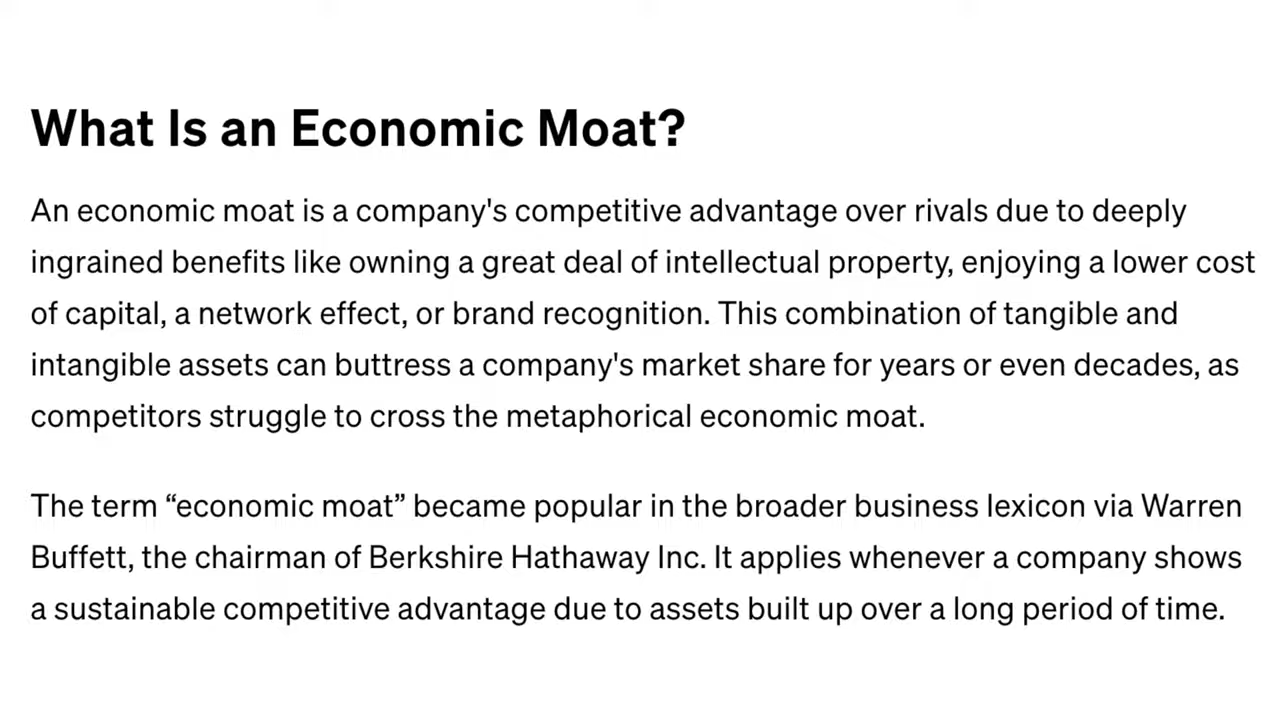 What Is an Economic Moat?
An economic moat is a company's competitive advantage over rivals due to deeply
ingrained benefits like owning a great deal of intellectual property, enjoying a lower cost
of capital, a network effect, or brand recognition. This combination of tangible and
intangible assets can buttress a company's market share for years or even decades, as
competitors struggle to cross the metaphorical economic moat.
The term “economic moat” became popular in the broader business lexicon via Warren
Buffett, the chairman of Berkshire Hathaway Inc. It applies whenever a company shows
a sustainable competitive advantage due to assets built up over a long period of time.